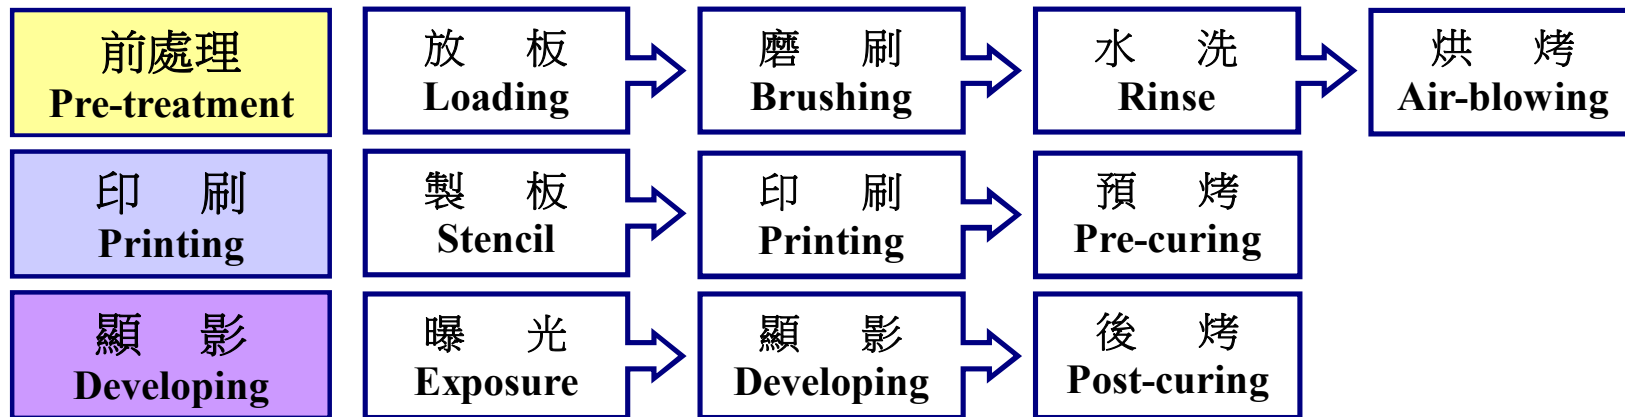 前處理
Pre-treatment
放 板
Loading
磨 刷
Brushing
水 洗
Rinse
烘 烤
Air-blowing
印 刷
Printing
製 板
Stencil
印 刷
Printing
預 烤
Pre-curing
顯 影
Developing
曝 光
Exposure
顯 影
Developing
後 烤
Post-curing